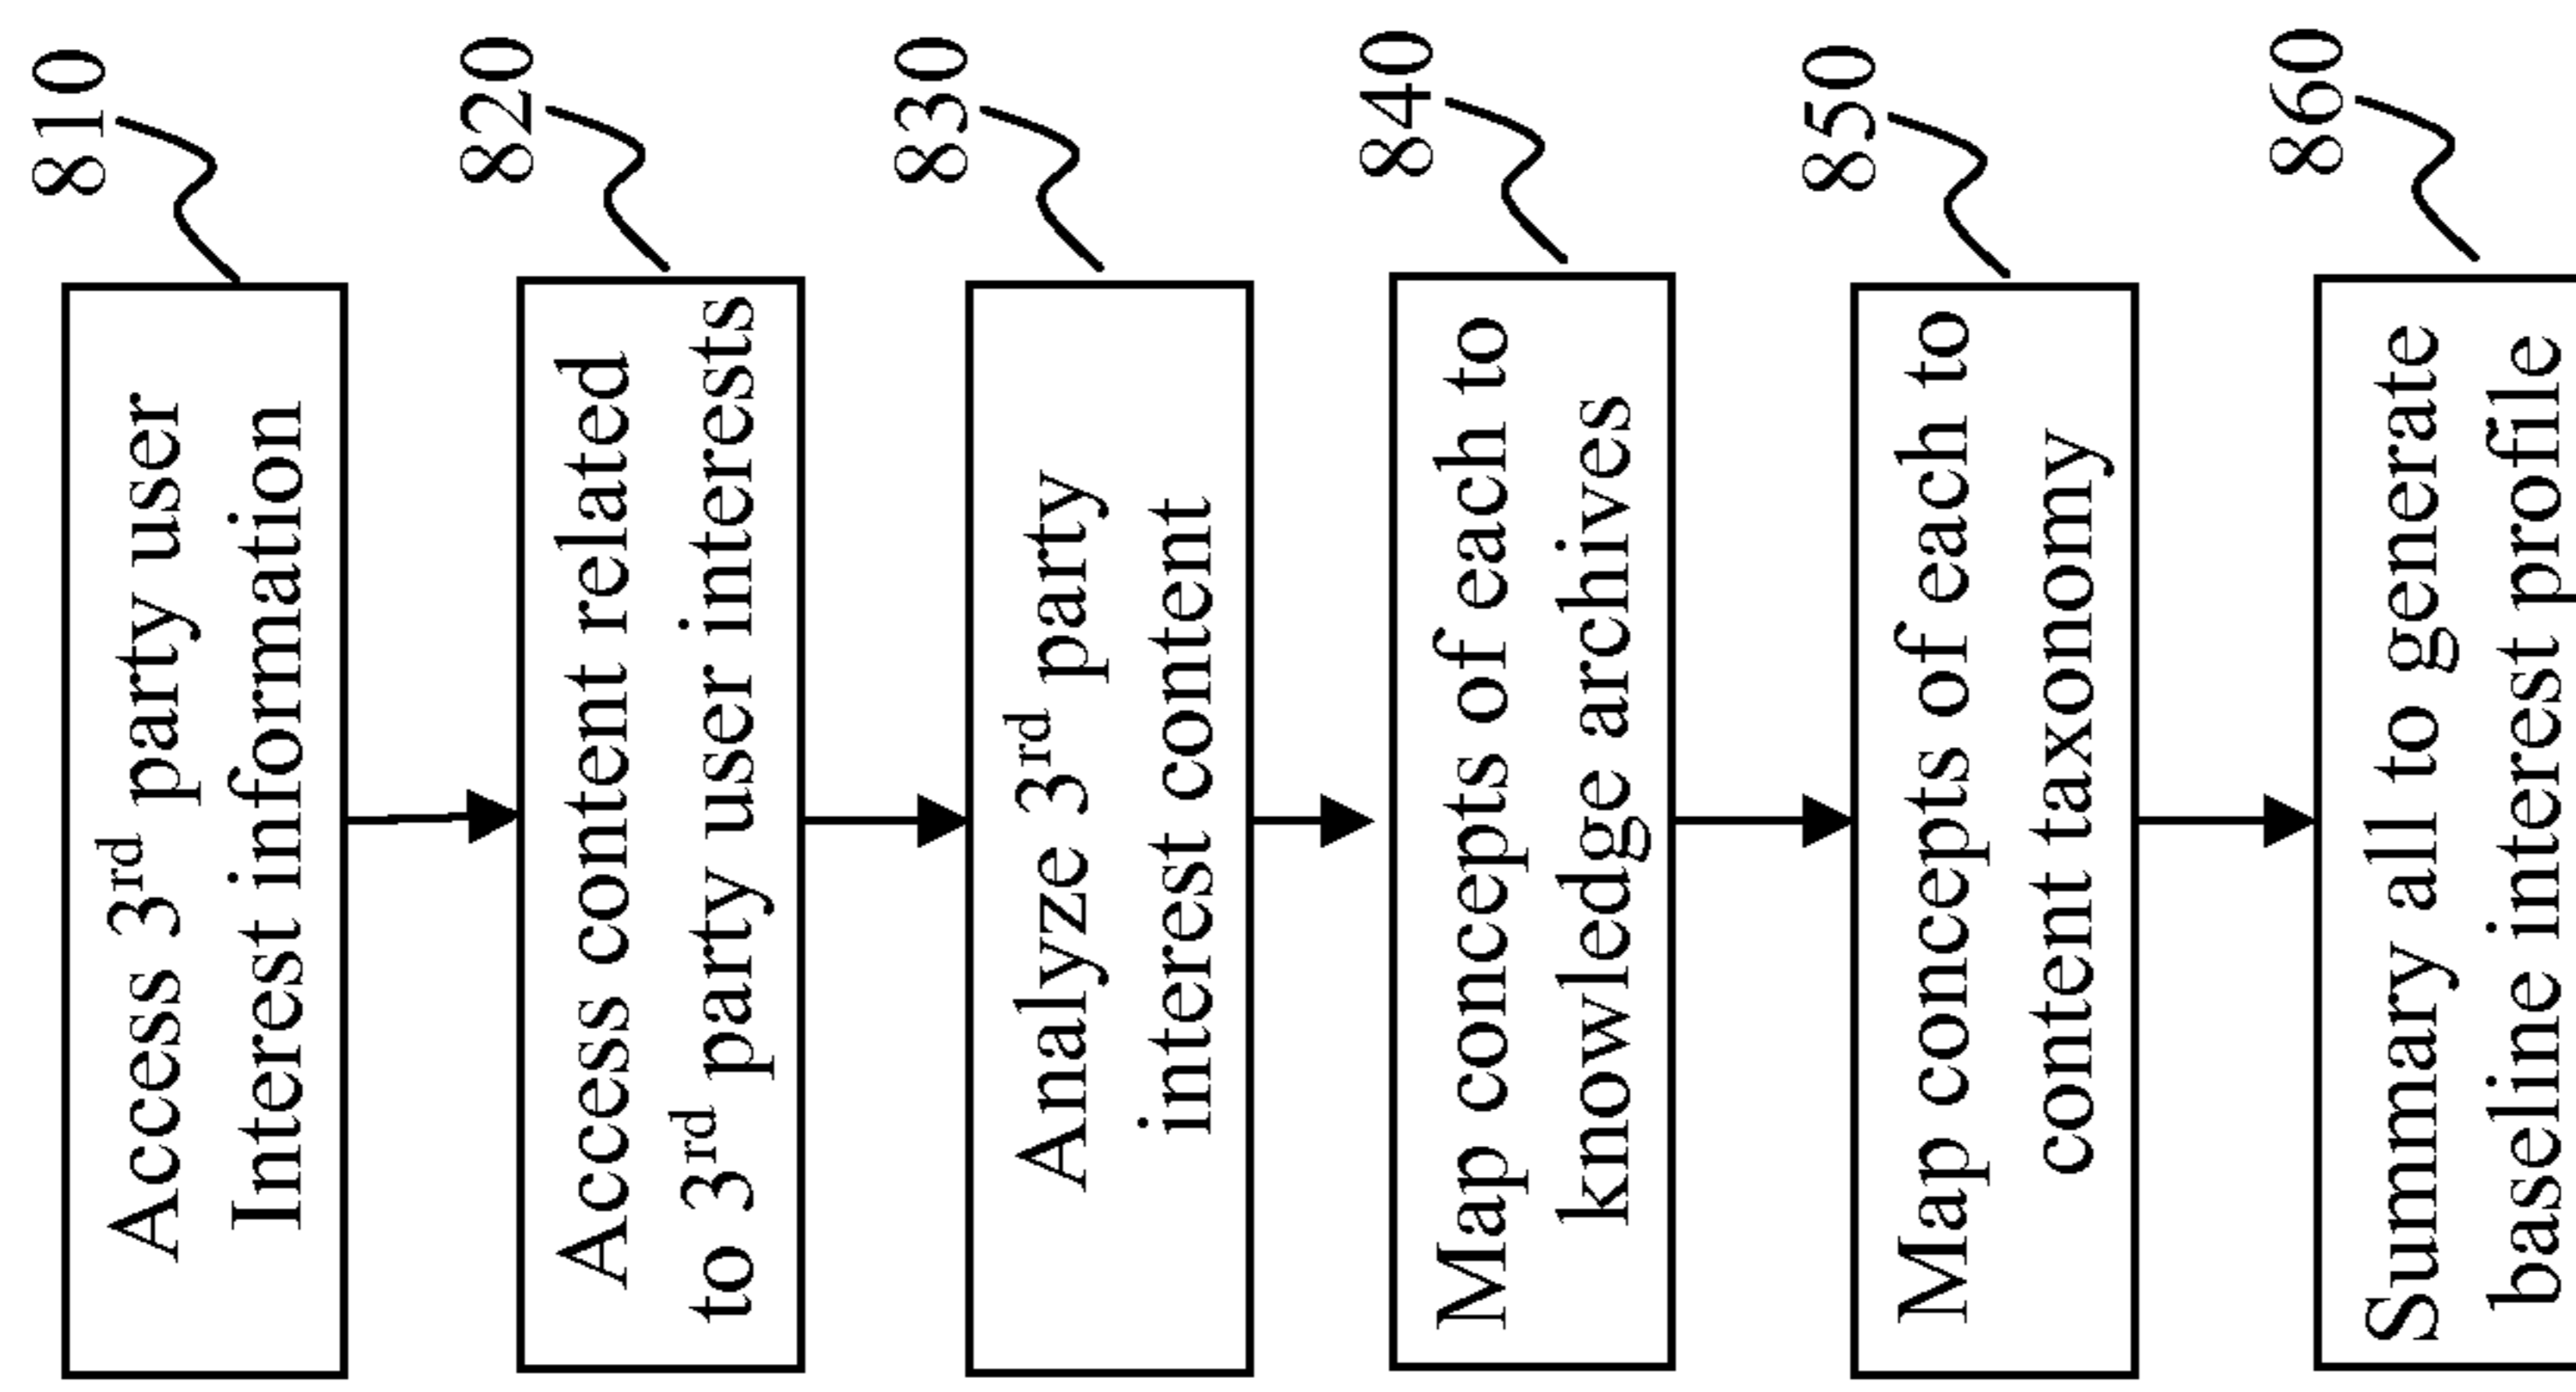 810
Access 3rd party user
Interest information
820
Access content related
to 3rd party user interests
830
Analyze 3rd party
interest content
840
Map concepts of each to
knowledge archives
850
Map concepts of each to
content taxonomy
860
Summary all to generate
baseline interest profile